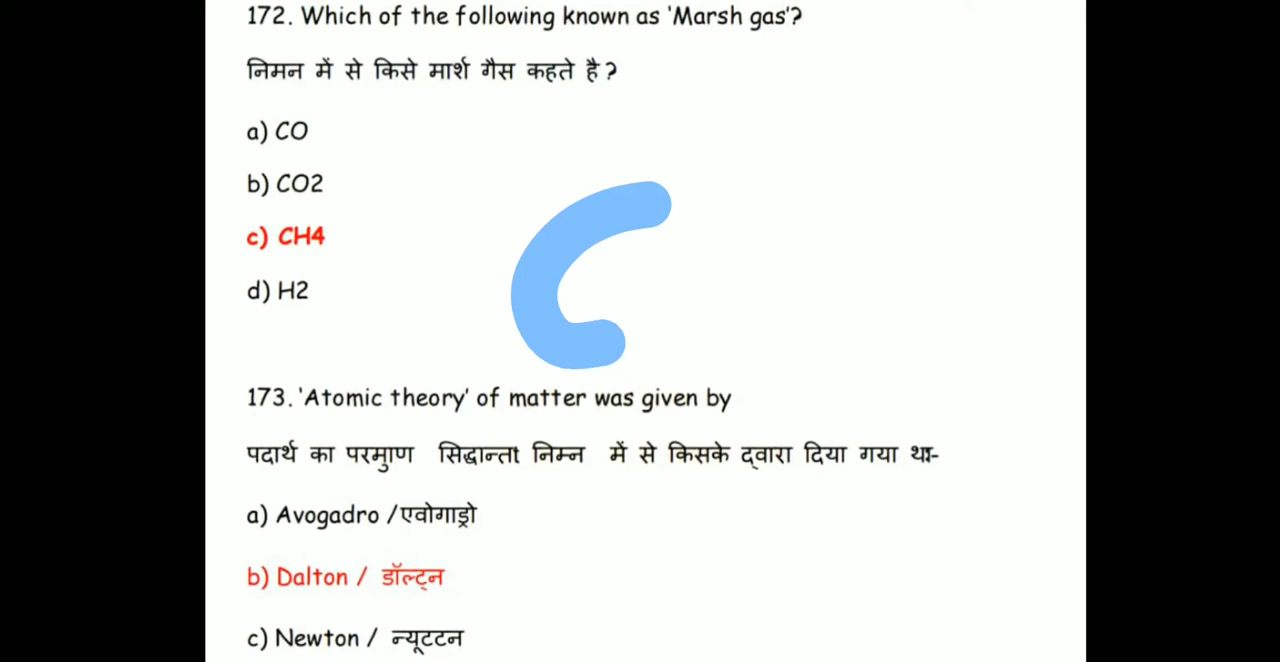 172. Which of the following known as 'Marsh gas'?
निमन में से किसे मार्श गैस कहते है ?
a) CO
b) CO2
c) CH4
d) H2
173. 'Atomic theory' of matter was given by
पदार्थ का परमुाण सिद्धान्तt निम्न में से किसके द्वारा दिया गया था-
a) Avogadro /एवोगाड्रो
b) Dalton / डॉल्ट्न
c) Newton / न्यूटटन